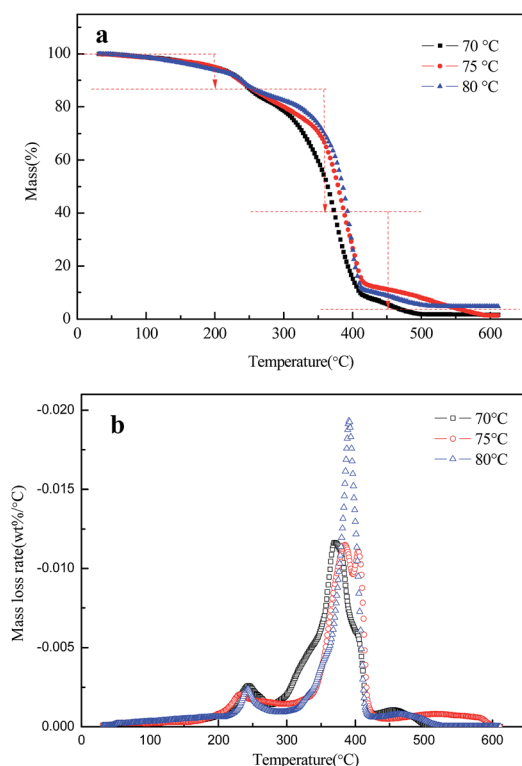 a
70 °C
75 °C
80 °C
100
80
60
40
20
0
Mass(%)
0 100 200 300 400 500 600
Temperature(°C)
b
70°C
75°C
80°C
-0.020
-0.015
-0.010
-0.005
0.000
Mass loss rate(wt%/°C)
0 100 200 300 400 500 600
Temperature(°C)